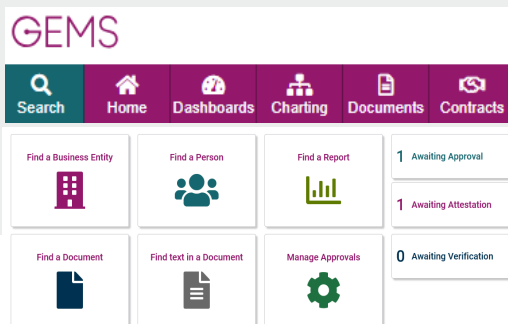 GEMS
Search Home Dashboards Charting Documents Contracts
Find a Business Entity
Find a Person
Find a Report
1 Awaiting Approval
1 Awaiting Attestation
Find a Document
Find text in a Document
Manage Approvals
0 Awaiting Verification